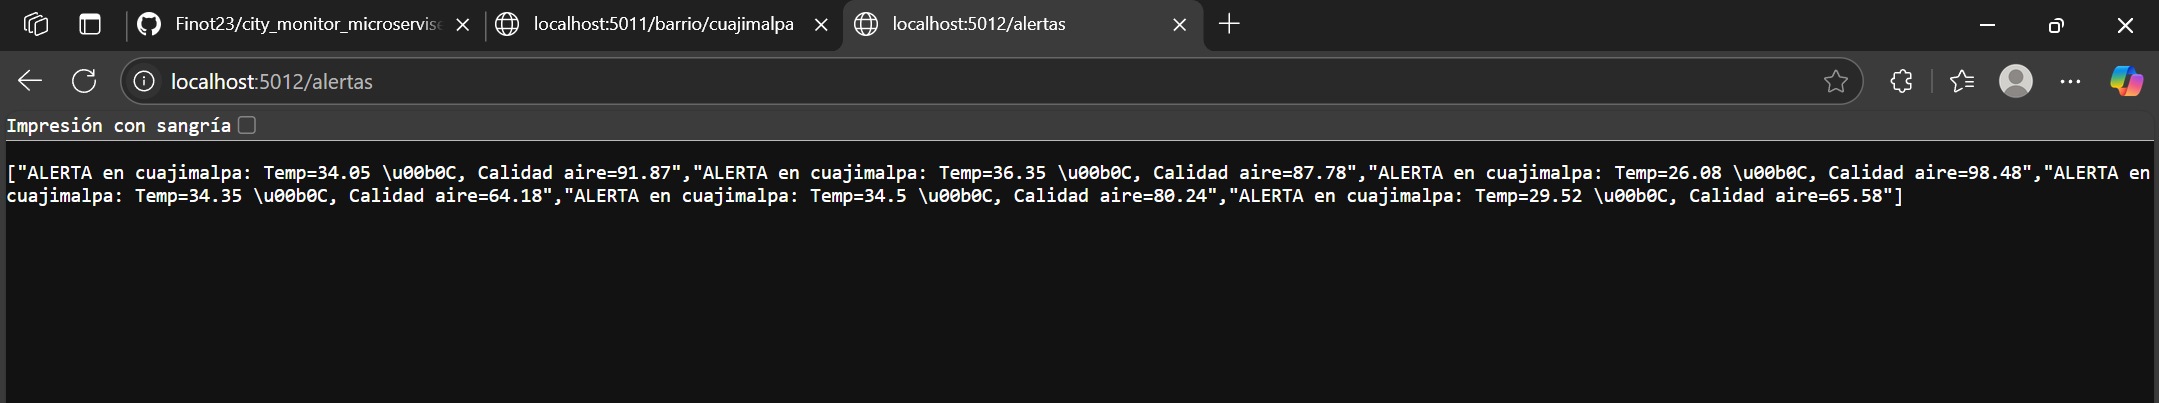 Finot23/city_monitor_microservise
localhost:5011/barrio/cuajimalpa
localhost:5012/alertas
localhost:5012/alertas
Impresión con sangría
["ALERTA en cuajimalpa: Temp=34.05 \u00b0C, Calidad aire=91.87","ALERTA en cuajimalpa: Temp=36.35 \u00b0C, Calidad aire=87.78","ALERTA en cuajimalpa: Temp=26.08 \u00b0C, Calidad aire=98.48","ALERTA en
cuajimalpa: Temp=34.35 \u00b0C, Calidad aire=64.18","ALERTA en cuajimalpa: Temp=34.5 \u00b0C, Calidad aire=80.24","ALERTA en cuajimalpa: Temp=29.52 \u00b0C, Calidad aire=65.58"]